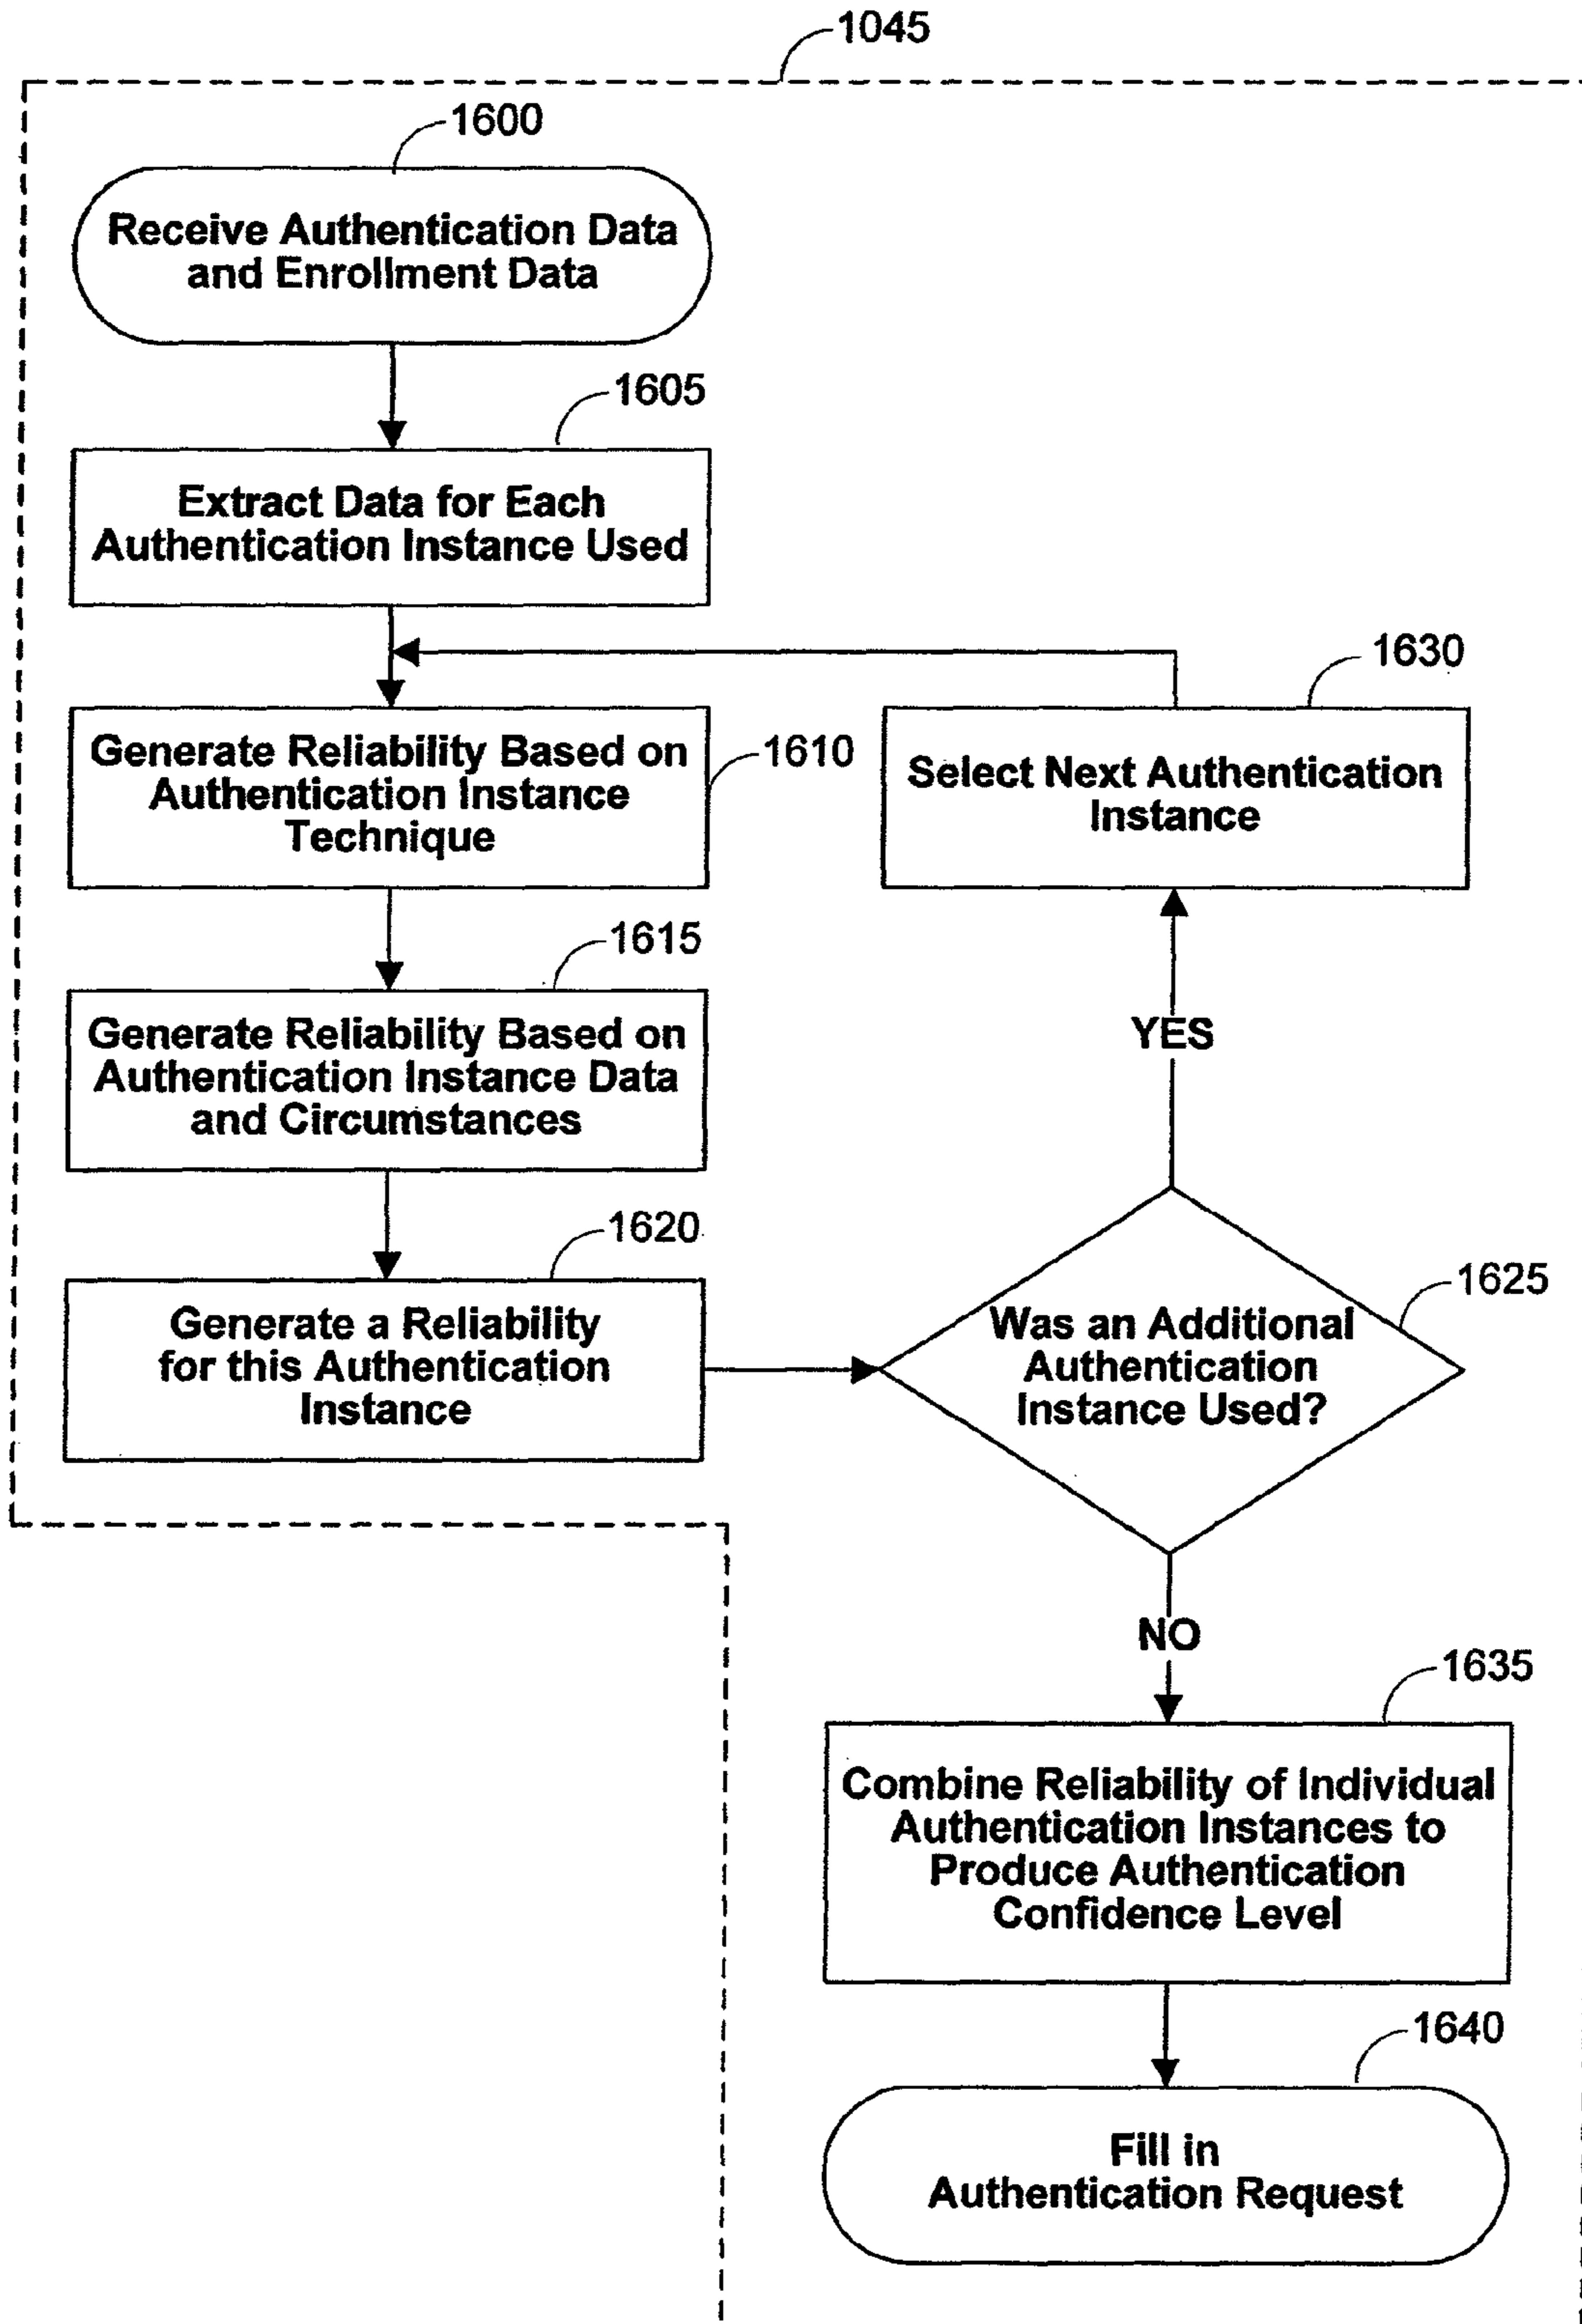 1045
1600
Receive Authentication Data
and Enrollment Data
1605
Extract Data for Each
Authentication Instance Used
1630
Generate Reliability Based on
Authentication Instance
Technique
1610
Select Next Authentication
Instance
1615
Generate Reliability Based on
Authentication Instance Data
and Circumstances
YES
1620
Generate a Reliability
for this Authentication
Instance
1625
Was an Additional
Authentication
Instance Used?
NO
1635
Combine Reliability of Individual
Authentication Instances to
Produce Authentication
Confidence Level
1640
Fill in
Authentication Request